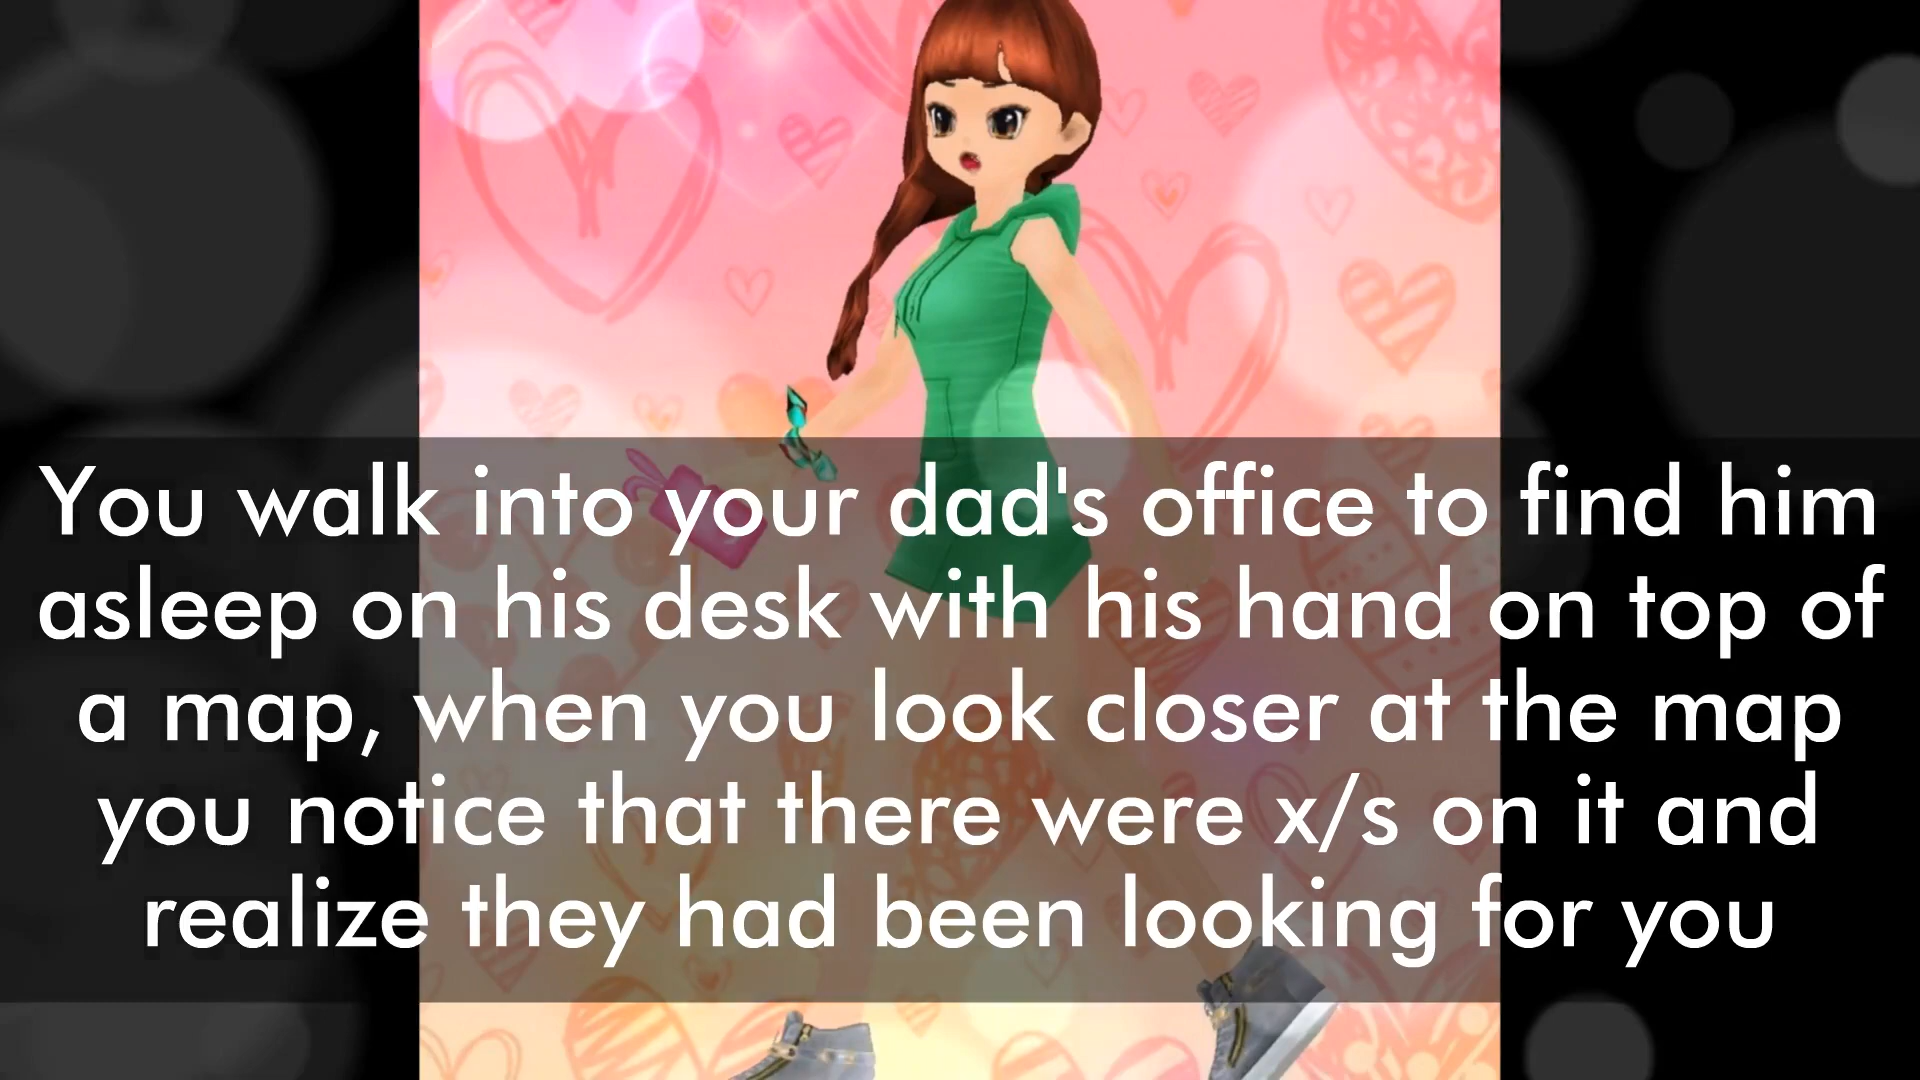 You walk into your dad's office to find him
asleep on his desk with his hand on top of
a map, when you look closer at the map
you notice that there were x/s on it and
realize they had been looking for you